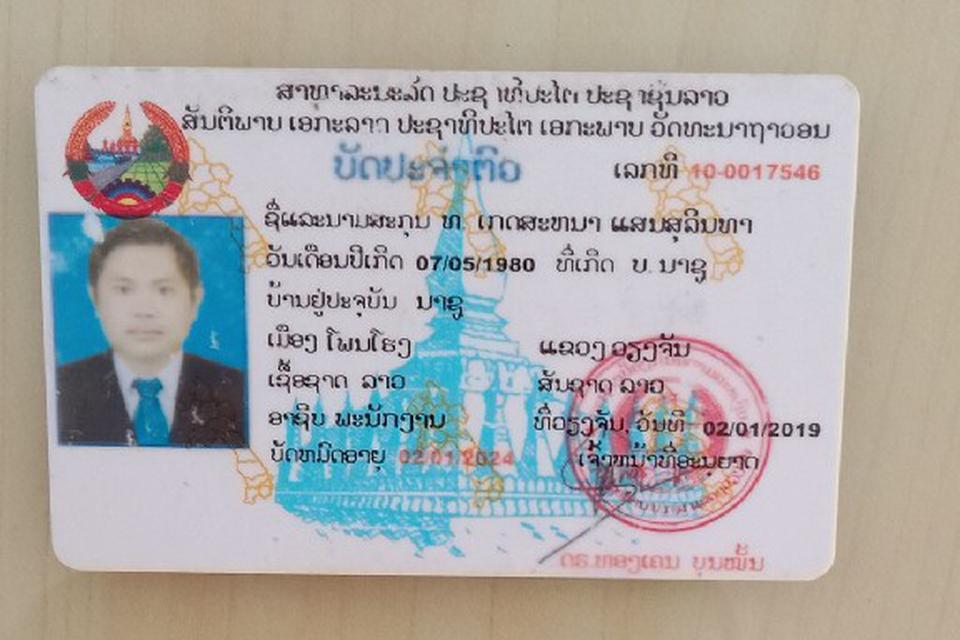 ສາທາລະນະລັດ ປະຊາທິປະໄຕ ປະຊາຊົນລາວ
ສັນຕິພາບ ເອກະລາດ ປະຊາທິປະໄຕ ເອກະພາບ ວັດທະນາຖາວອນ
ບັດປະຈຳຕົວ ເລກທີ 10-0017546
ຊື່ແລະນາມສະກຸນ ທ. ເກດສະຫນາ ແສນສຸລິນທາ
ວັນເດືອນປີເກີດ 07/05/1980 ທີ່ເກີດ ບ. ນາຊູ
ບ້ານຢູ່ປະຈຸບັນ ນາຊູ
ເມືອງ ໂພນໂຮງ ແຂວງ ວຽງຈັນ
ເຊື້ອຊາດ ລາວ ສັນຊາດ ລາວ
ອາຊີບ ພະນັກງານ ທີ່ວຽງຈັນ, ວັນທີ 02/01/2019
ບັດຫມົດອາຍຸ 02/01/2024 ເຈົ້າຫນ້າທີ່ອະນຸຍາດ
ດຣ.ທອງເຄນ ບຸນໝັ້ນ